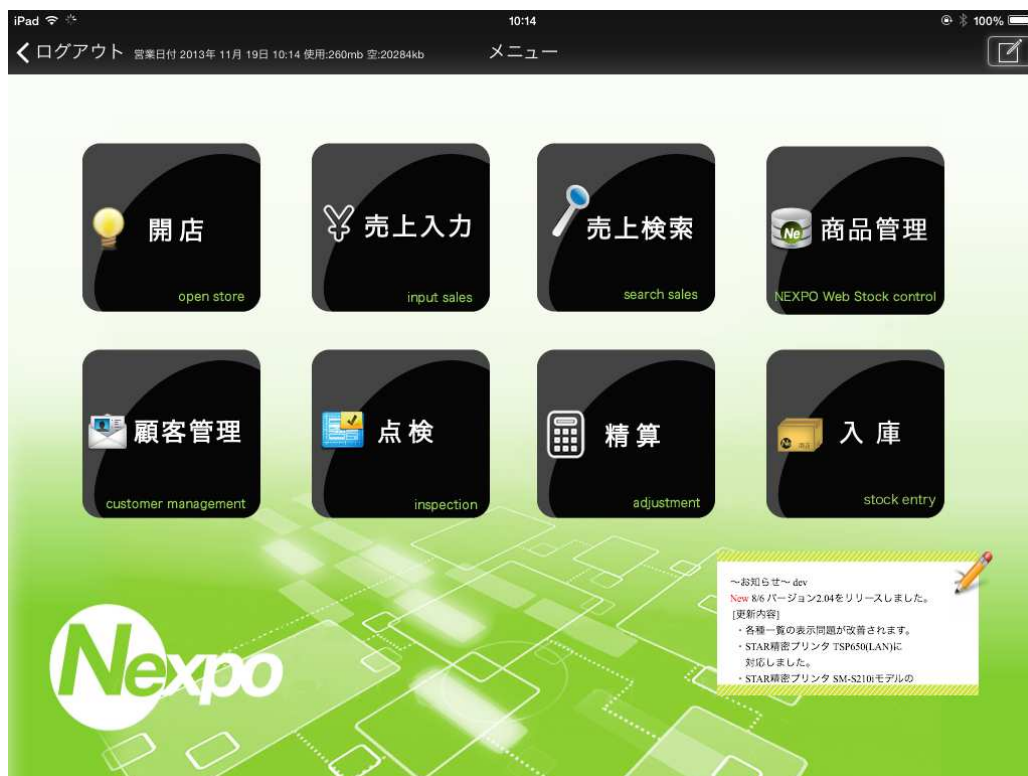 iPad 10:14 100%
ログアウト 営業日付 2013年 11月 19日 10:14 使用:260mb 空:20284kb メニュー
開店
open store
¥ 売上入力
input sales
売上検索
search sales
Ne 商品管理
NEXPO Web Stock control
顧客管理
customer management
点検
inspection
精算
adjustment
Ne 入庫
stock entry
～お知らせ～ dev
New 8/6 バージョン2.04をリリースしました。
[更新内容]
・各種一覧の表示問題が改善されます。
・STAR精密プリンタ TSP650(LAN)に
対応しました。
・STAR精密プリンタ SM-S210iモデルの
Nexpo